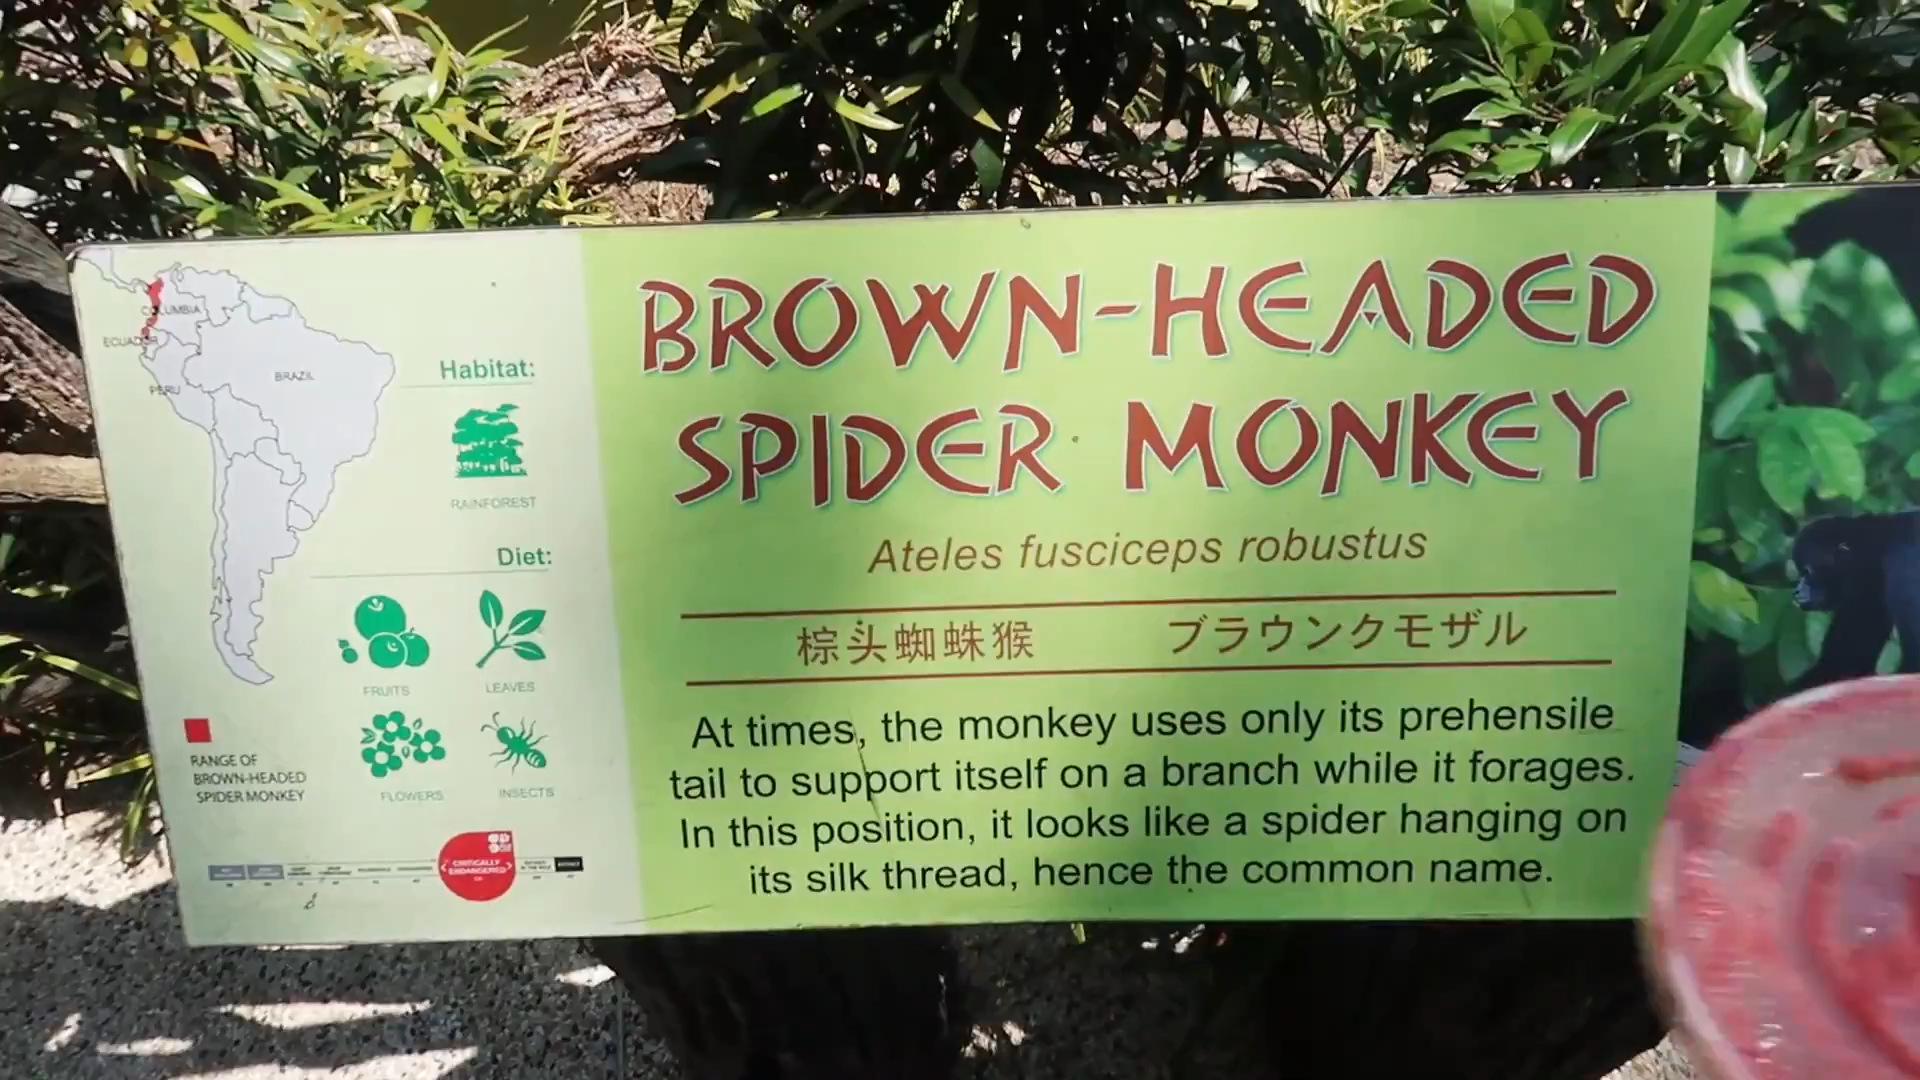 COLUMBIA
ECUADOR
PERU
BRAZIL
Habitat:
RAINFOREST
Diet:
FRUITS
LEAVES
FLOWERS
INSECTS
RANGE OF
BROWN-HEADED
SPIDER MONKEY
CRITICALLY
ENDANGERED
BROWN-HEADED
SPIDER MONKEY
Ateles fusciceps robustus
棕头蜘蛛猴 ブラウンクモザル
At times, the monkey uses only its prehensile
tail to support itself on a branch while it forages.
In this position, it looks like a spider hanging on
its silk thread, hence the common name.